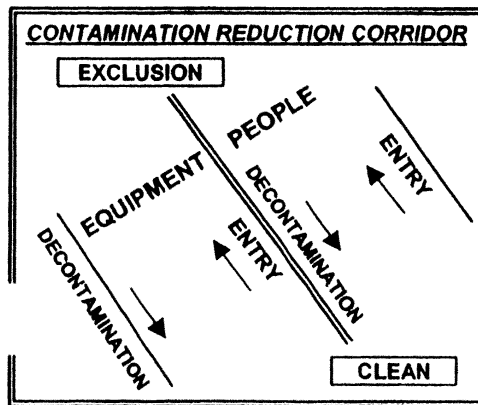 CONTAMINATION REDUCTION CORRIDOR
EXCLUSION
PEOPLE
EQUIPMENT
ENTRY
DECONTAMINATION
ENTRY
DECONTAMINATION
CLEAN